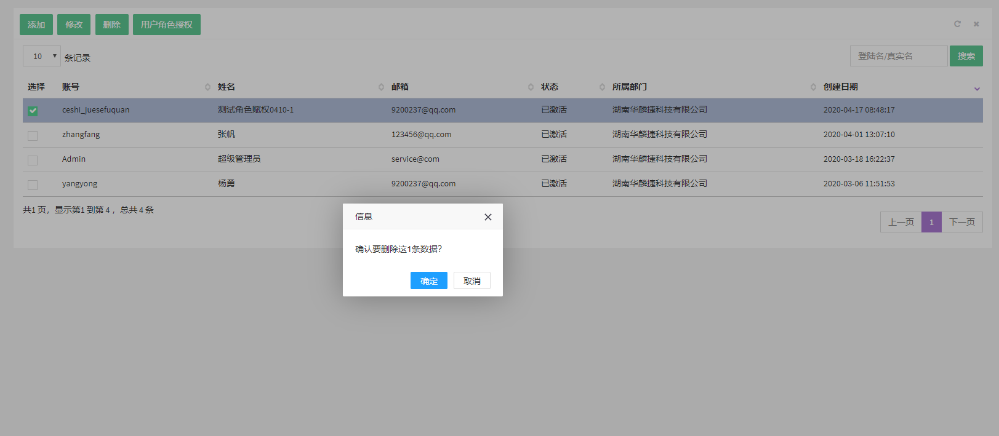 添加 修改 删除 用户角色授权
10 条记录 登陆名/真实名 搜索
选择 账号 姓名 邮箱 状态 所属部门 创建日期
ceshi_juesefuquan 测试角色赋权0410-1 9200237@qq.com 已激活 湖南华麟捷科技有限公司 2020-04-17 08:48:17
zhangfang 张帆 123456@qq.com 已激活 湖南华麟捷科技有限公司 2020-04-01 13:07:10
Admin 超级管理员 service@com 已激活 湖南华麟捷科技有限公司 2020-03-18 16:22:37
yangyong 杨勇 9200237@qq.com 已激活 湖南华麟捷科技有限公司 2020-03-06 11:51:53
共1 页，显示第1 到第 4 ，总共 4 条
上一页 1 下一页
信息
确认要删除这1条数据?
确定 取消